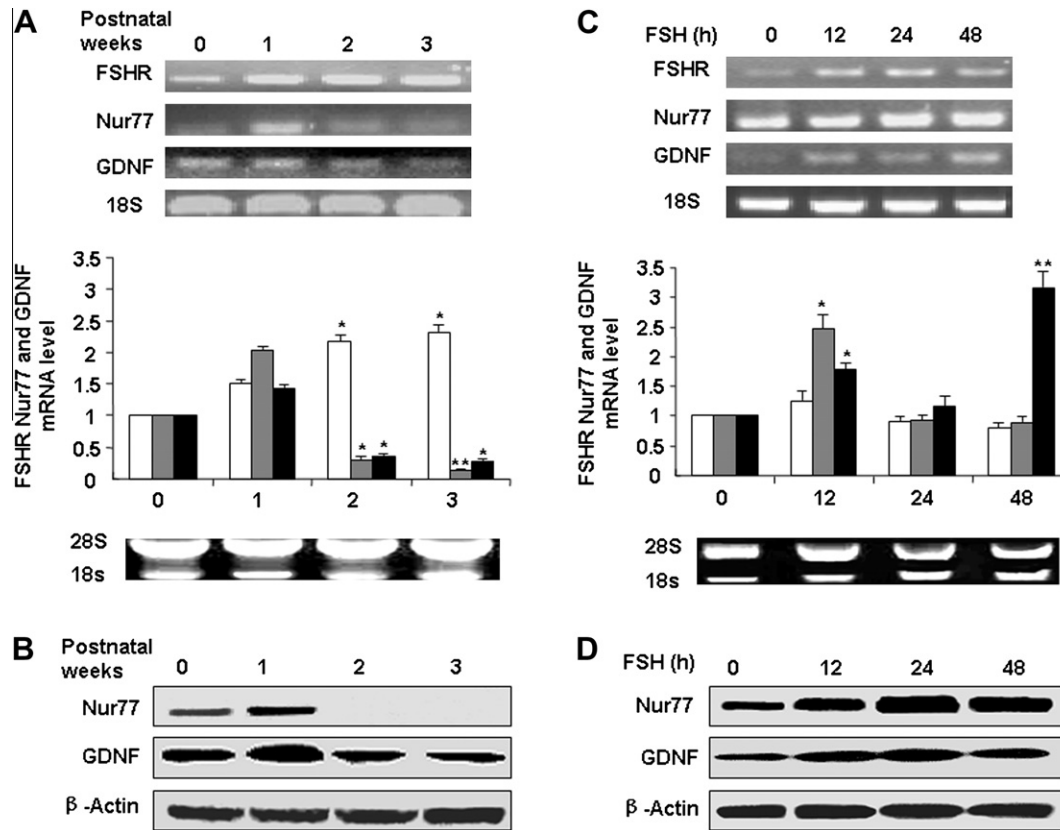 A
Postnatal
weeks 0 1 2 3
FSHR
Nur77
GDNF
18S
FSHR Nur77 and GDNF
mRNA level
4
3.5
3
2.5
2
1.5
1
0.5
0
* * * * * ** *
0 1 2 3
28S
18s
B
Postnatal
weeks 0 1 2 3
Nur77
GDNF
β-Actin
C
FSH (h) 0 12 24 48
FSHR
Nur77
GDNF
18S
FSHR Nur77 and GDNF
mRNA level
3.5
3
2.5
2
1.5
1
0.5
0
* * **
0 12 24 48
28S
18s
D
FSH (h) 0 12 24 48
Nur77
GDNF
β-Actin